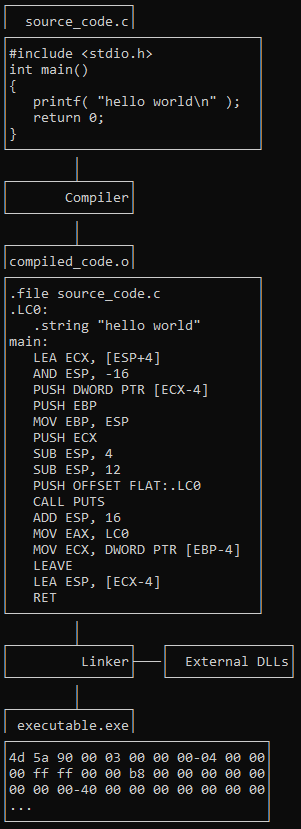 source_code.c
#include <stdio.h>
int main()
{
   printf( "hello world\n" );
   return 0;
}
Compiler
compiled_code.o
.file source_code.c
.LC0:
   .string "hello world"
main:
   LEA ECX, [ESP+4]
   AND ESP, -16
   PUSH DWORD PTR [ECX-4]
   PUSH EBP
   MOV EBP, ESP
   PUSH ECX
   SUB ESP, 4
   SUB ESP, 12
   PUSH OFFSET FLAT:.LC0
   CALL PUTS
   ADD ESP, 16
   MOV EAX, LC0
   MOV ECX, DWORD PTR [EBP-4]
   LEAVE
   LEA ESP, [ECX-4]
   RET
Linker
External DLLs
executable.exe
4d 5a 90 00 03 00 00 00-04 00 00
00 ff ff 00 00 b8 00 00 00 00 00
00 00 00-40 00 00 00 00 00 00 00
...